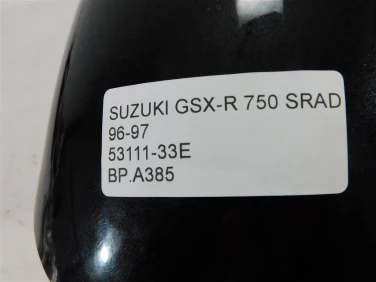 SUZUKI GSX-R 750 SRAD
96-97
53111-33E
BP.A385